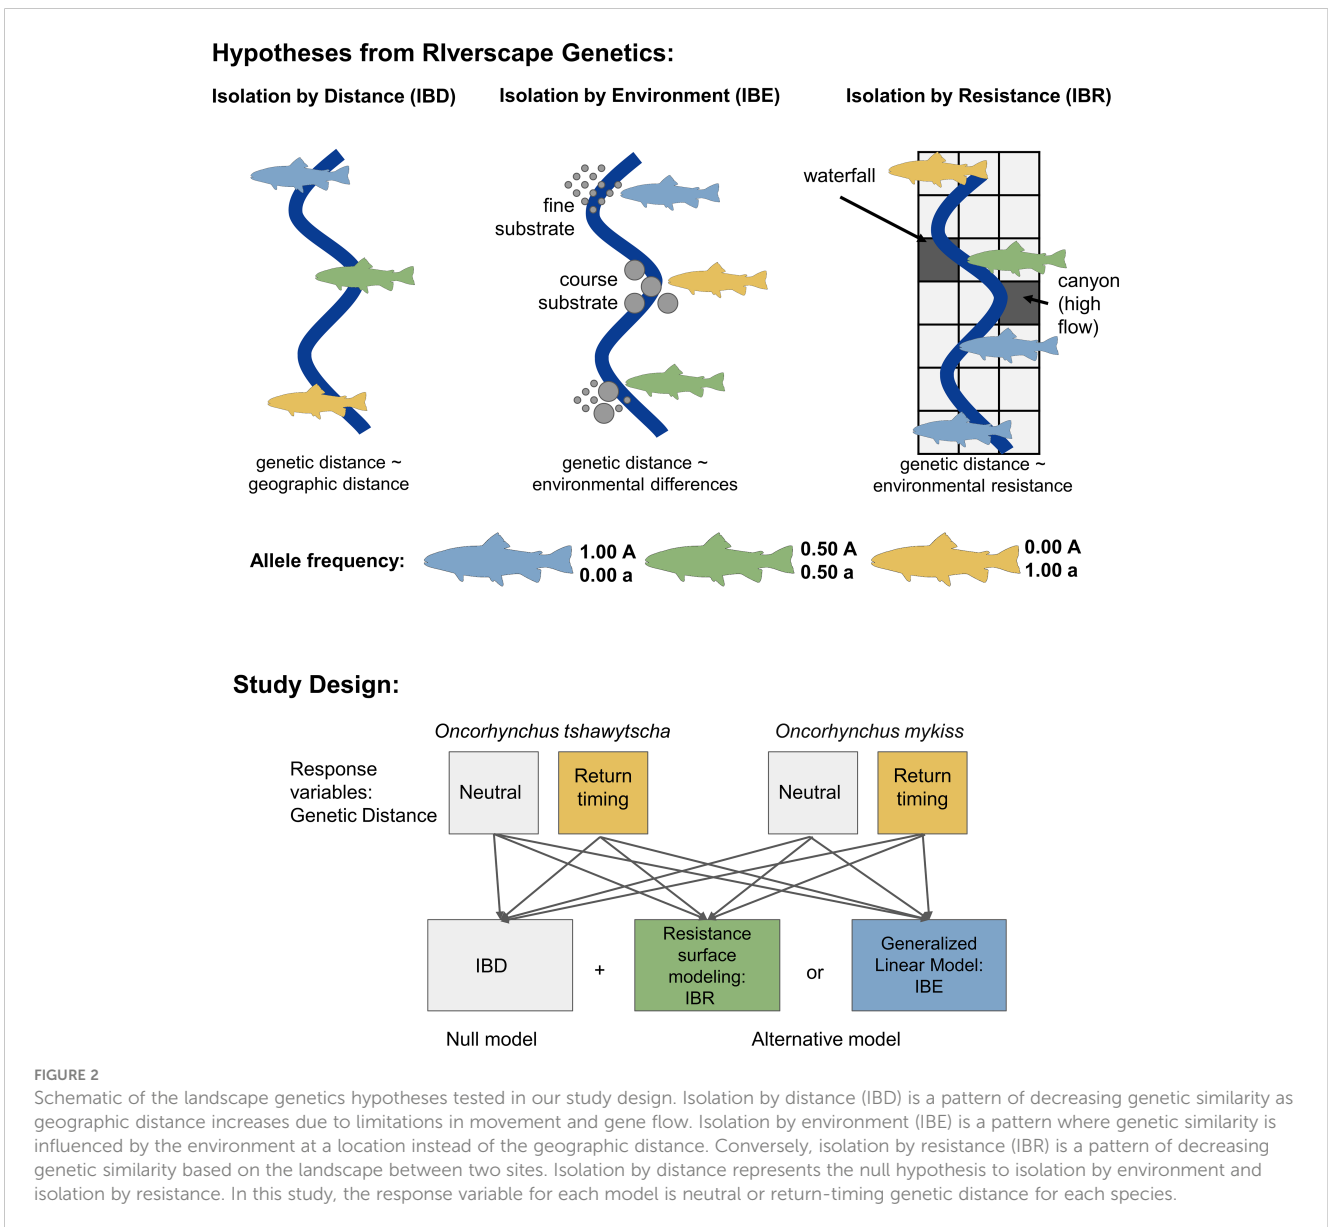 Hypotheses from RIverscape Genetics:
Isolation by Distance (IBD)
Isolation by Environment (IBE)
Isolation by Resistance (IBR)
waterfall
fine
substrate
course
substrate
canyon
(high
flow)
genetic distance ~
geographic distance
genetic distance ~
environmental differences
genetic distance ~
environmental resistance
Allele frequency:
1.00 A
0.00 a
0.50 A
0.50 a
0.00 A
1.00 a
Study Design:
Oncorhynchus tshawytscha
Oncorhynchus mykiss
Response
variables:
Genetic Distance
Neutral
Return
timing
Neutral
Return
timing
IBD
+
Resistance
surface
modeling:
IBR
or
Generalized
Linear Model:
IBE
Null model
Alternative model
FIGURE 2
Schematic of the landscape genetics hypotheses tested in our study design. Isolation by distance (IBD) is a pattern of decreasing genetic similarity as
geographic distance increases due to limitations in movement and gene flow. Isolation by environment (IBE) is a pattern where genetic similarity is
influenced by the environment at a location instead of the geographic distance. Conversely, isolation by resistance (IBR) is a pattern of decreasing
genetic similarity based on the landscape between two sites. Isolation by distance represents the null hypothesis to isolation by environment and
isolation by resistance. In this study, the response variable for each model is neutral or return-timing genetic distance for each species.